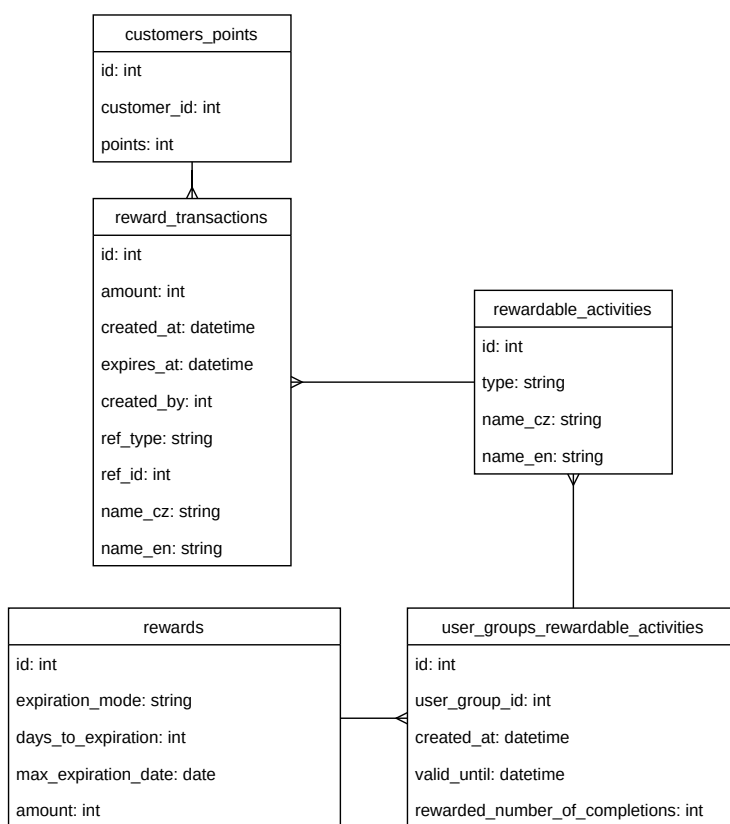 customers_points
id: int
customer_id: int
points: int
reward_transactions
id: int
amount: int
created_at: datetime
expires_at: datetime
created_by: int
ref_type: string
ref_id: int
name_cz: string
name_en: string
rewardable_activities
id: int
type: string
name_cz: string
name_en: string
rewards
id: int
expiration_mode: string
days_to_expiration: int
max_expiration_date: date
amount: int
user_groups_rewardable_activities
id: int
user_group_id: int
created_at: datetime
valid_until: datetime
rewarded_number_of_completions: int